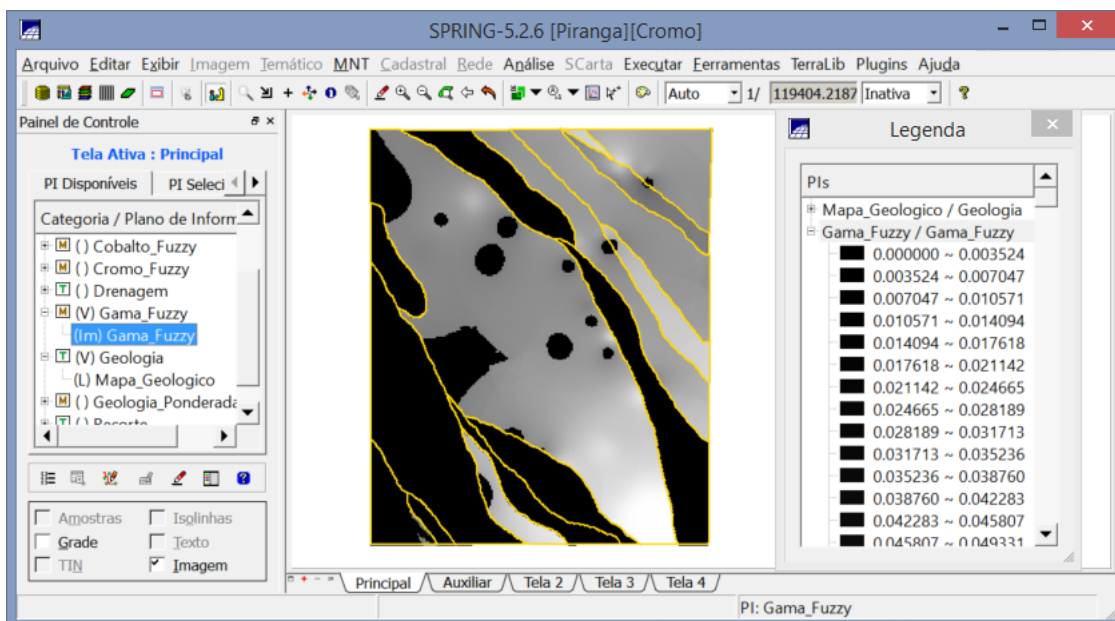 SPRING-5.2.6 [Piranga][Cromo]
Arquivo Editar Exibir Imagem Temático MNT Cadastral Rede Análise SCarta Executar Ferramentas TerraLib Plugins Ajuda
Auto 1/ 119404.2187 Inativa
Painel de Controle
Tela Ativa : Principal
PI Disponíveis PI Seleci
Categoria / Plano de Inform
M () Cobalto_Fuzzy
M () Cromo_Fuzzy
T () Drenagem
M (V) Gama_Fuzzy
(Im) Gama_Fuzzy
T (V) Geologia
(L) Mapa_Geologico
M () Geologia_Ponderada
T () Recorte
Amostras Isolinhas
Grade Texto
TIN Imagem
Legenda
PIs
Mapa_Geologico / Geologia
Gama_Fuzzy / Gama_Fuzzy
0.000000 ~ 0.003524
0.003524 ~ 0.007047
0.007047 ~ 0.010571
0.010571 ~ 0.014094
0.014094 ~ 0.017618
0.017618 ~ 0.021142
0.021142 ~ 0.024665
0.024665 ~ 0.028189
0.028189 ~ 0.031713
0.031713 ~ 0.035236
0.035236 ~ 0.038760
0.038760 ~ 0.042283
0.042283 ~ 0.045807
0.045807 ~ 0.049331
Principal Auxiliar Tela 2 Tela 3 Tela 4
PI: Gama_Fuzzy